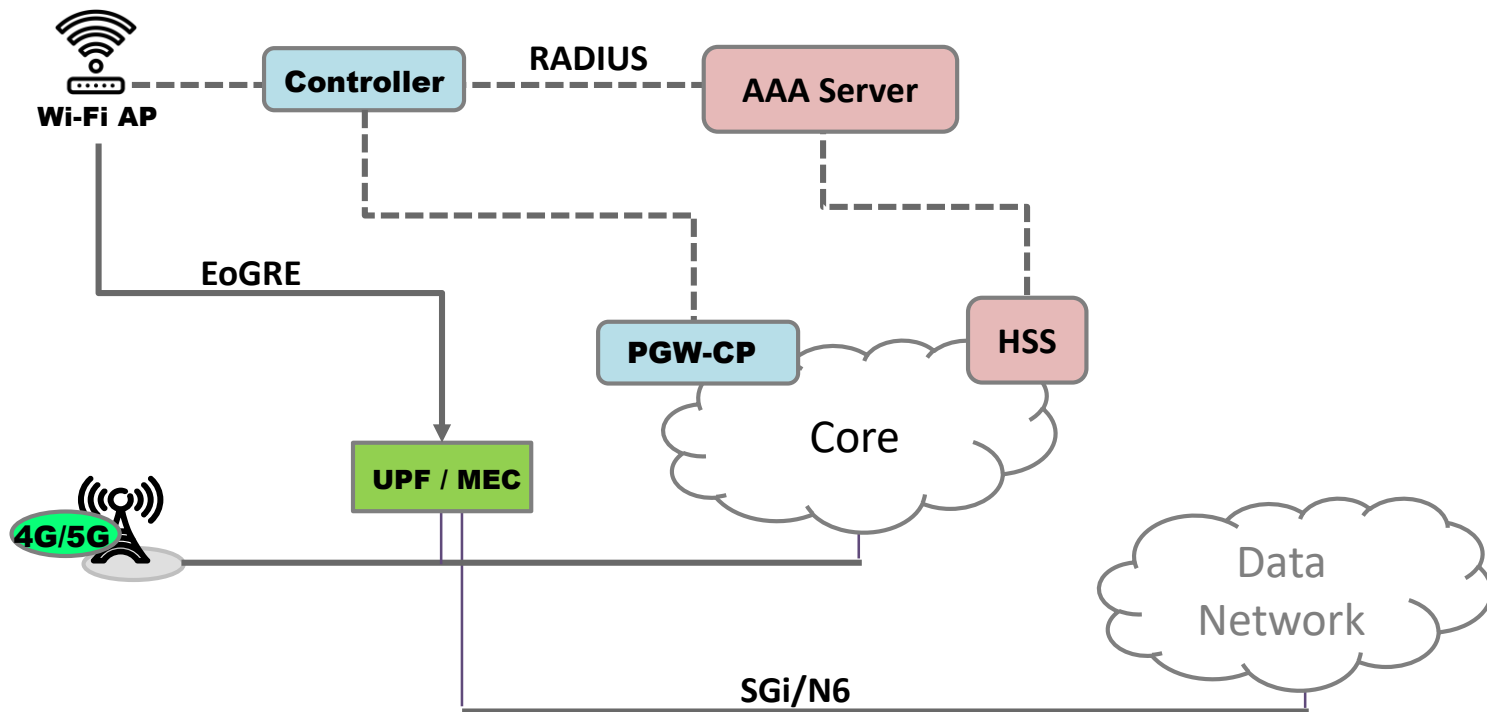 RADIUS
Controller
AAA Server
Wi-Fi AP
EoGRE
PGW-CP
HSS
Core
UPF / MEC
4G/5G
Data
Network
SGi/N6